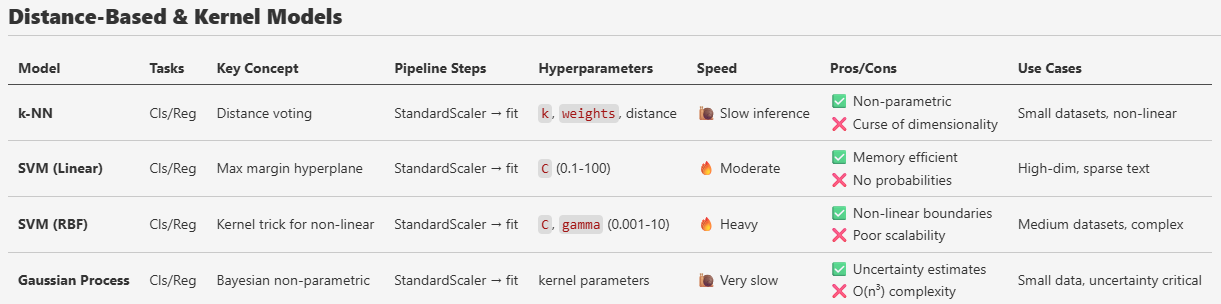 Distance-Based & Kernel Models
Model Tasks Key Concept Pipeline Steps Hyperparameters Speed Pros/Cons Use Cases
k-NN Cls/Reg Distance voting StandardScaler → fit k, weights, distance 🐌 Slow inference ✅ Non-parametric ❌ Curse of dimensionality Small datasets, non-linear
SVM (Linear) Cls/Reg Max margin hyperplane StandardScaler → fit C (0.1-100) 🔥 Moderate ✅ Memory efficient ❌ No probabilities High-dim, sparse text
SVM (RBF) Cls/Reg Kernel trick for non-linear StandardScaler → fit C, gamma (0.001-10) 🔥 Heavy ✅ Non-linear boundaries ❌ Poor scalability Medium datasets, complex
Gaussian Process Cls/Reg Bayesian non-parametric StandardScaler → fit kernel parameters 🐌 Very slow ✅ Uncertainty estimates ❌ O(n³) complexity Small data, uncertainty critical